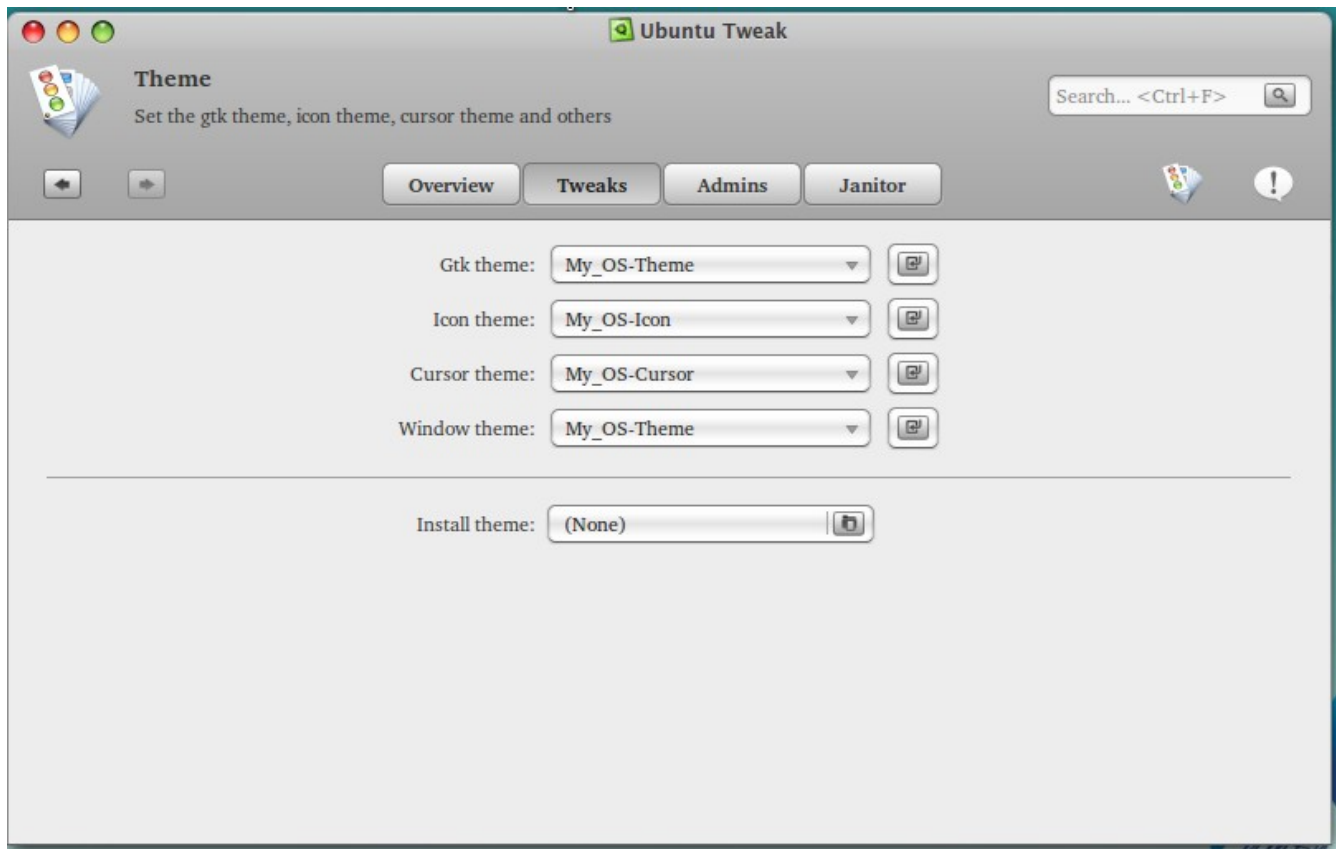 Ubuntu Tweak
Theme
Set the gtk theme, icon theme, cursor theme and others
Search... <Ctrl+F>
Overview
Tweaks
Admins
Janitor
Gtk theme: My_OS-Theme
Icon theme: My_OS-Icon
Cursor theme: My_OS-Cursor
Window theme: My_OS-Theme
Install theme: (None)